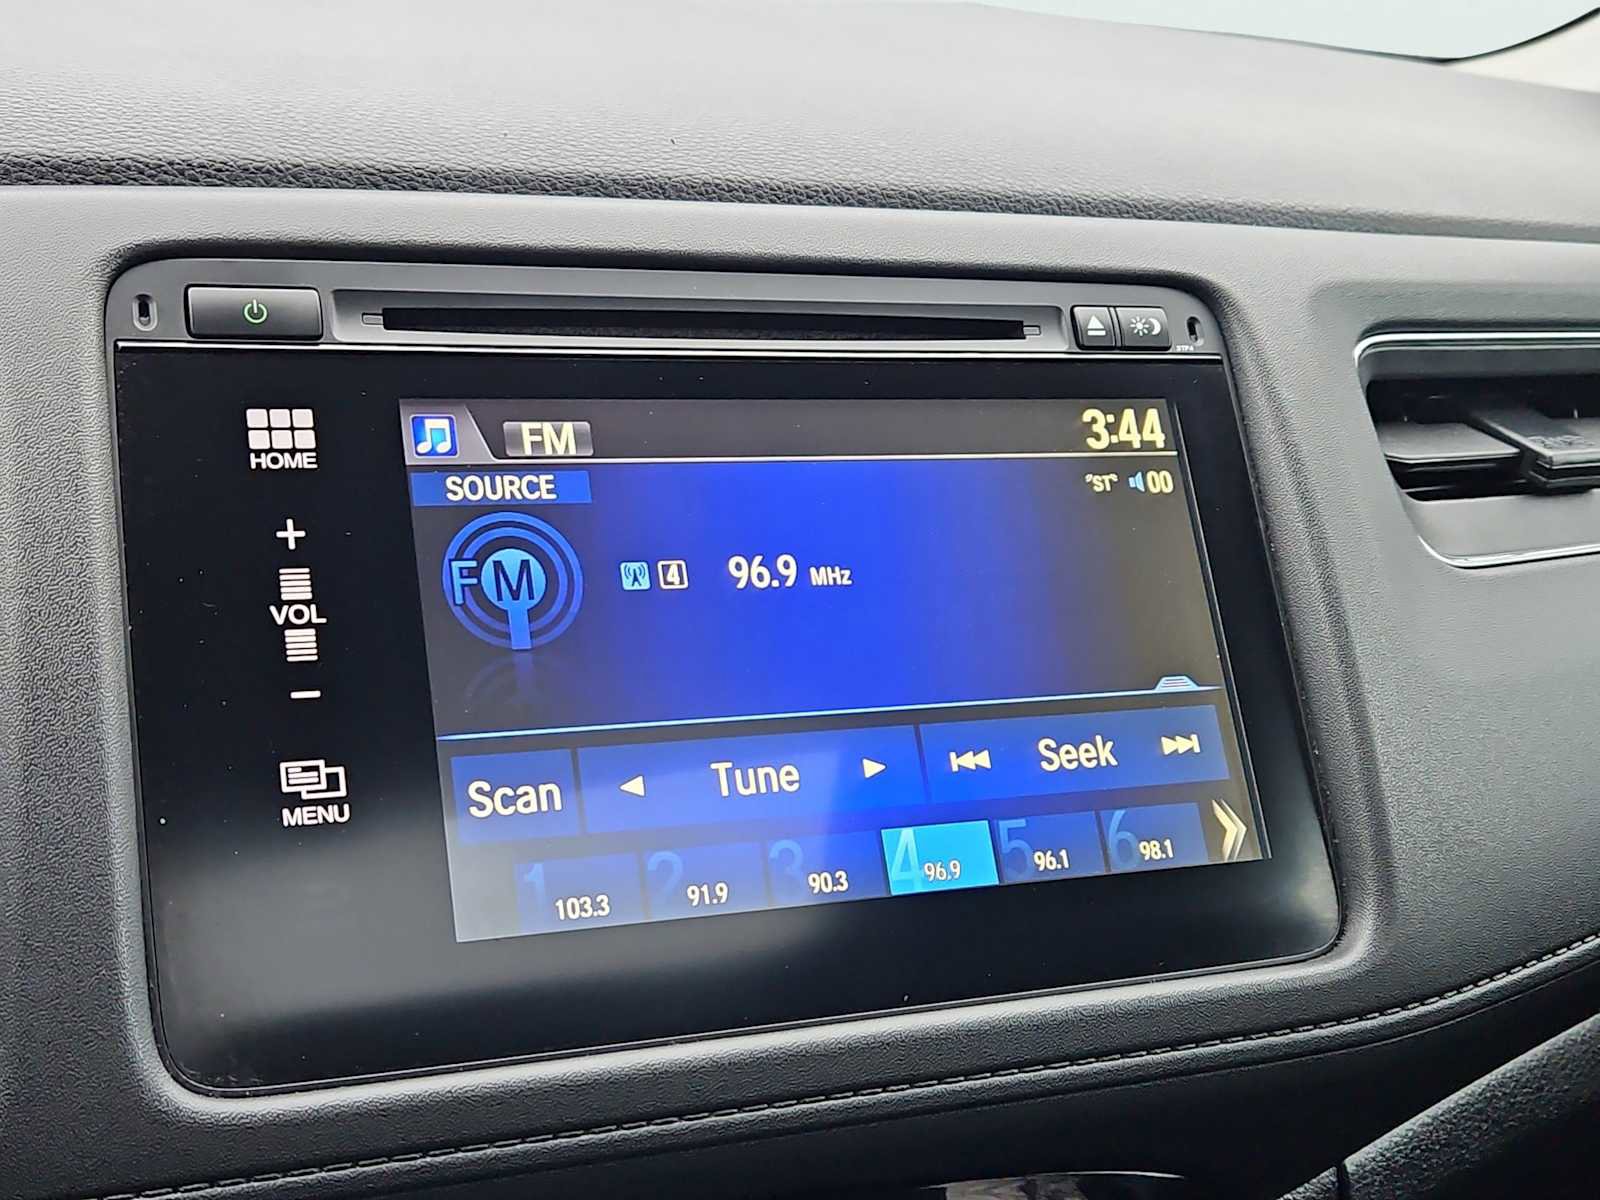 HOME
+
VOL
-
MENU
FM
3:44
SOURCE
"ST" 00
FM
4 96.9 MHz
Scan
Tune
Seek
1 103.3
2 91.9
3 90.3
4 96.9
5 96.1
6 98.1